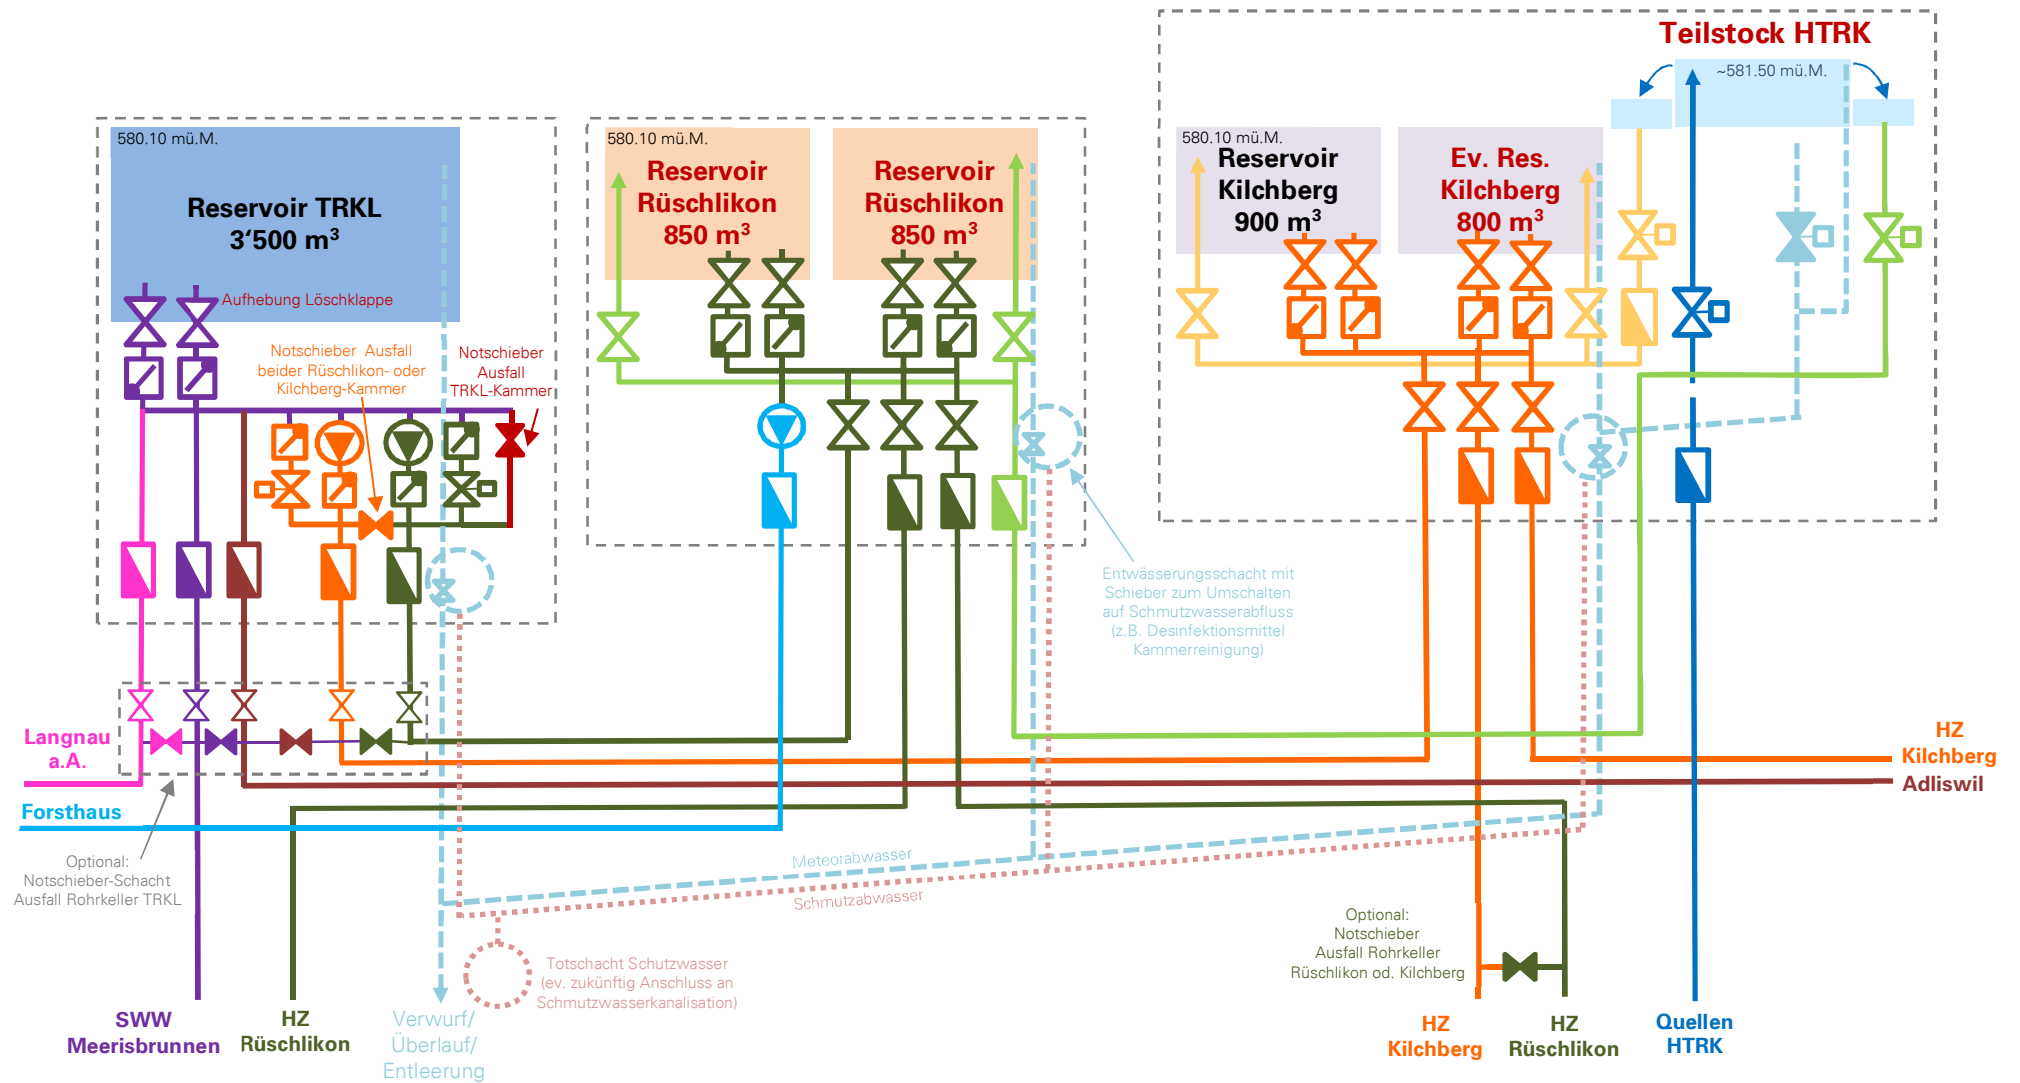 Teilstock HTRK
~581.50 mü.M.
580.10 mü.M.
Reservoir TRKL
3‘500 m³
Aufhebung Löschklappe
580.10 mü.M.
Reservoir
Rüschlikon
850 m³
Reservoir
Rüschlikon
850 m³
580.10 mü.M.
Reservoir
Kilchberg
900 m³
Ev. Res.
Kilchberg
800 m³
Notschieber Ausfall
beider Rüschlikon- oder
Kilchberg-Kammer
Notschieber
Ausfall
TRKL-Kammer
Entwässerungsschacht mit
Schieber zum Umschalten
auf Schmutzwasserabfluss
(z.B. Desinfektionsmittel
Kammerreinigung)
Langnau
a.A.
Forsthaus
HZ
Kilchberg
Adliswil
Optional:
Notschieber-Schacht
Ausfall Rohrkeller TRKL
Meteorabwasser
Schmutzabwasser
Optional:
Notschieber
Ausfall Rohrkeller
Rüschlikon od. Kilchberg
Totschacht Schutzwasser
(ev. zukünftig Anschluss an
Schmutzwasserkanalisation)
SWW
Meerisbrunnen
HZ
Rüschlikon
Verwurf/
Überlauf/
Entleerung
HZ
Kilchberg
HZ
Rüschlikon
Quellen
HTRK